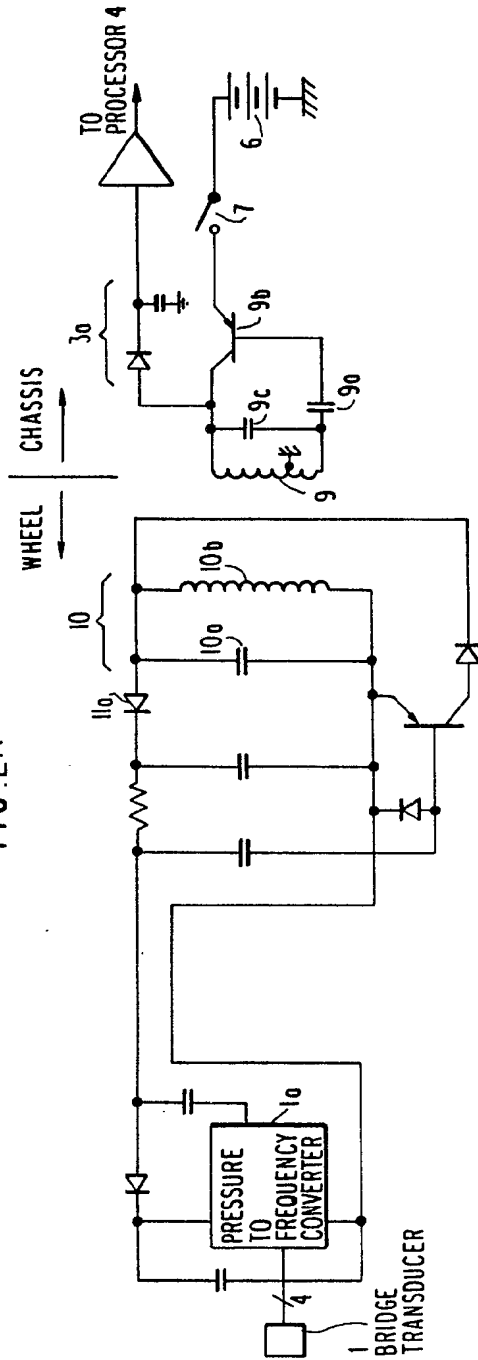 TO
PROCESSOR 4
3a
6
7
9b
9c
9a
9
CHASSIS
WHEEL
10
10b
10a
11a
1a
PRESSURE
TO
FREQUENCY
CONVERTER
4
1
BRIDGE
TRANSDUCER